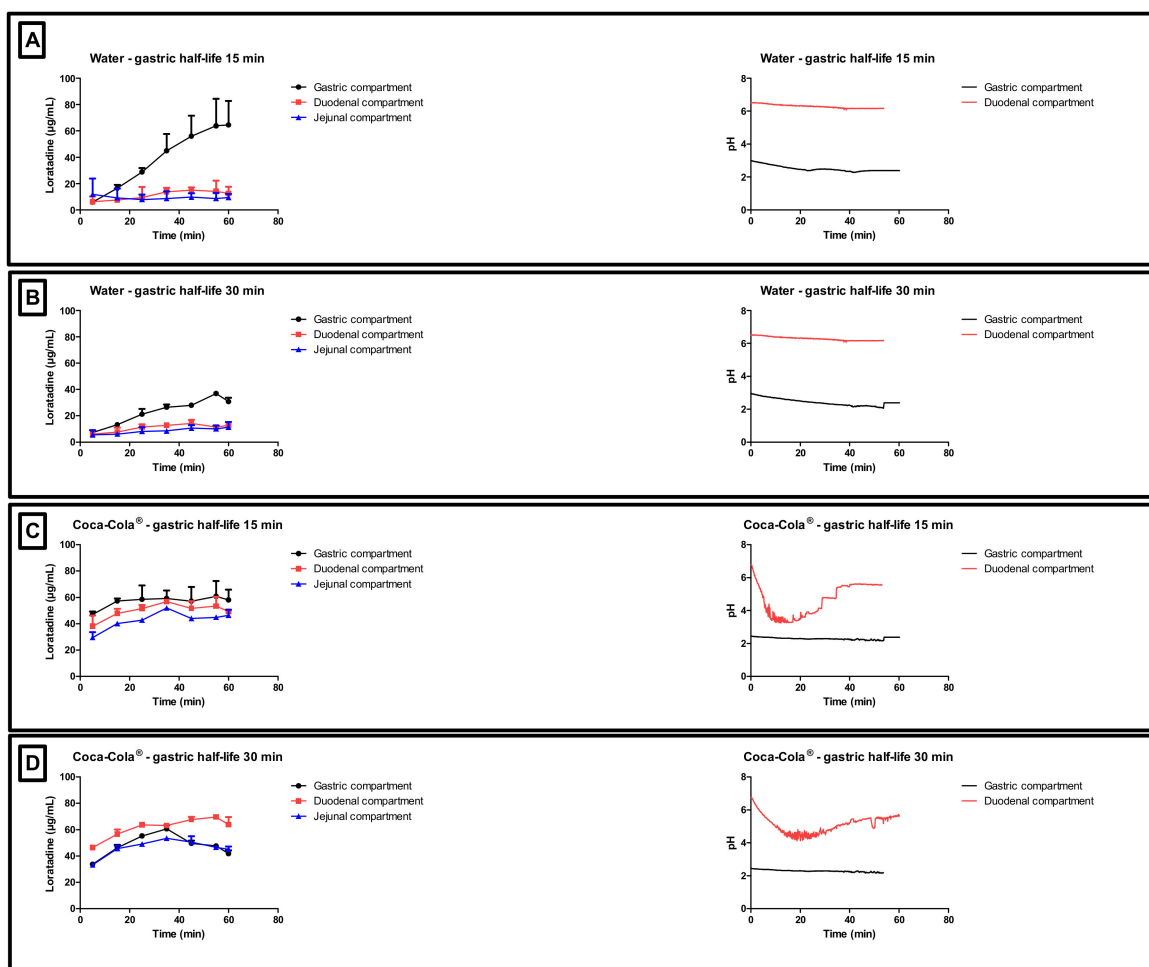 A
Water - gastric half-life 15 min
100
80
60
40
20
0
Loratadine (µg/mL)
0 20 40 60 80
Time (min)
Gastric compartment
Duodenal compartment
Jejunal compartment
Water - gastric half-life 15 min
8
6
4
2
0
pH
0 20 40 60 80
Time (min)
Gastric compartment
Duodenal compartment
B
Water - gastric half-life 30 min
100
80
60
40
20
0
Loratadine (µg/mL)
0 20 40 60 80
Time (min)
Gastric compartment
Duodenal compartment
Jejunal compartment
Water - gastric half-life 30 min
8
6
4
2
0
pH
0 20 40 60 80
Time (min)
Gastric compartment
Duodenal compartment
C
Coca-Cola® - gastric half-life 15 min
100
80
60
40
20
0
Loratadine (µg/mL)
0 20 40 60 80
Time (min)
Gastric compartment
Duodenal compartment
Jejunal compartment
Coca-Cola® - gastric half-life 15 min
8
6
4
2
0
pH
0 20 40 60 80
Time (min)
Gastric compartment
Duodenal compartment
D
Coca-Cola® - gastric half-life 30 min
100
80
60
40
20
0
Loratadine (µg/mL)
0 20 40 60 80
Time (min)
Gastric compartment
Duodenal compartment
Jejunal compartment
Coca-Cola® - gastric half-life 30 min
8
6
4
2
0
pH
0 20 40 60 80
Time (min)
Gastric compartment
Duodenal compartment